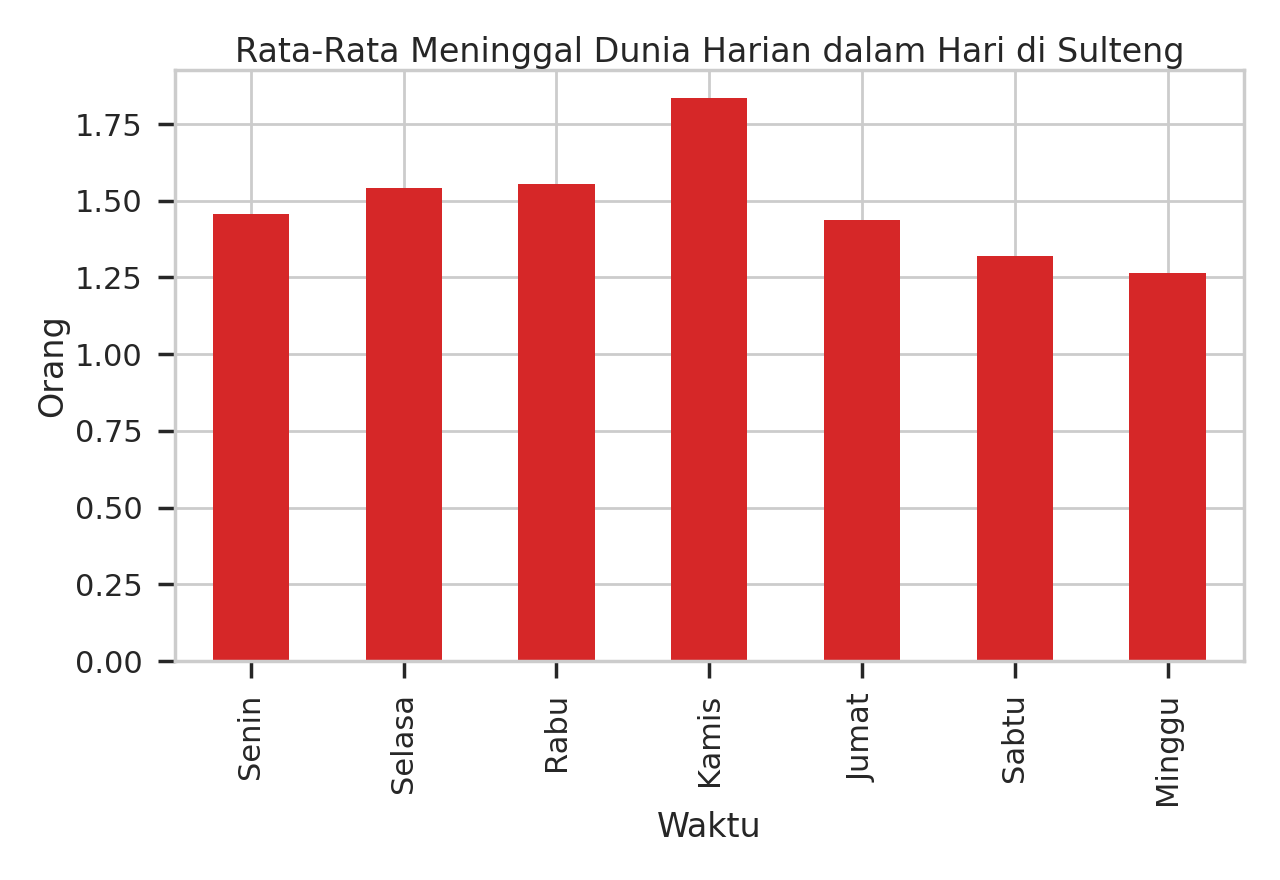 Rata-Rata Meninggal Dunia Harian dalam Hari di Sulteng
1.75
1.50
1.25
1.00
0.75
0.50
0.25
0.00
Orang
Senin
Selasa
Rabu
Kamis
Jumat
Sabtu
Minggu
Waktu